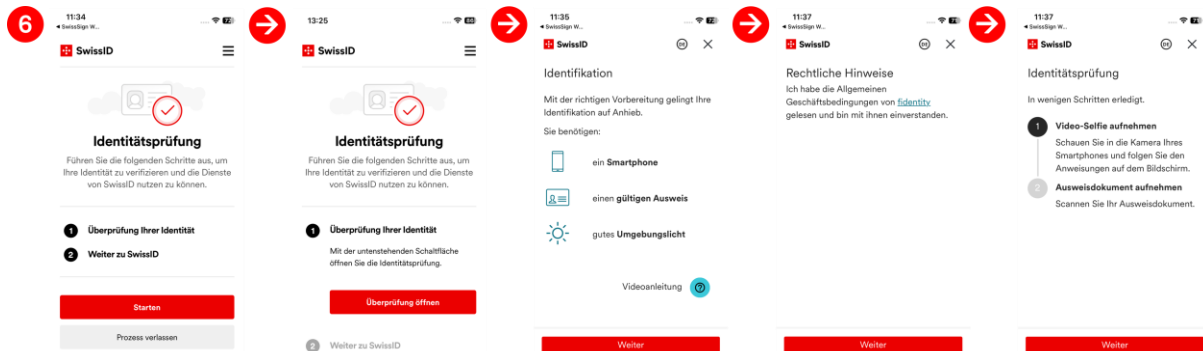 6
11:34
◀ SwissSign W...
72
SwissID
Identitätsprüfung
Führen Sie die folgenden Schritte aus, um
Ihre Identität zu verifizieren und die Dienste
von SwissID nutzen zu können.
1 Überprüfung Ihrer Identität
2 Weiter zu SwissID
Starten
Prozess verlassen
13:25
SwissID
Identitätsprüfung
Führen Sie die folgenden Schritte aus, um
Ihre Identität zu verifizieren und die Dienste
von SwissID nutzen zu können.
1 Überprüfung Ihrer Identität
Mit der untenstehenden Schaltfläche
öffnen Sie die Identitätsprüfung.
Überprüfung öffnen
2 Weiter zu SwissID
11:35
◀ SwissSign W...
SwissID
DE
Identifikation
Mit der richtigen Vorbereitung gelingt Ihre
Identifikation auf Anhieb.
Sie benötigen:
ein Smartphone
einen gültigen Ausweis
gutes Umgebungslicht
Videoanleitung ?
Weiter
11:37
◀ SwissSign W...
SwissID
DE
Rechtliche Hinweise
Ich habe die Allgemeinen
Geschäftsbedingungen von fidentity
gelesen und bin mit ihnen einverstanden.
Weiter
11:37
◀ SwissSign W...
SwissID
DE
Identitätsprüfung
In wenigen Schritten erledigt.
1 Video-Selfie aufnehmen
Schauen Sie in die Kamera Ihres
Smartphones und folgen Sie den
Anweisungen auf dem Bildschirm.
2 Ausweisdokument aufnehmen
Scannen Sie Ihr Ausweisdokument.
Weiter